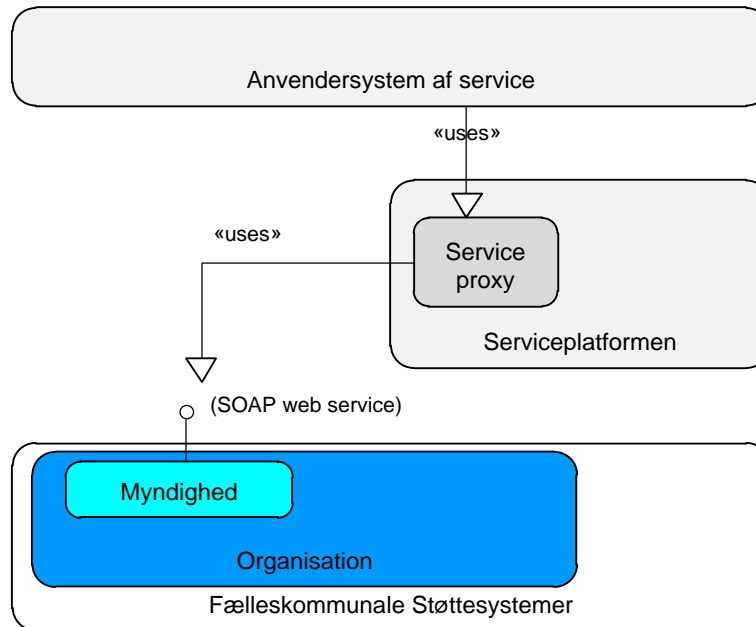 Anvendersystem af service
«uses»
«uses»
Service
proxy
Serviceplatformen
(SOAP web service)
Myndighed
Organisation
Fælleskommunale Støttesystemer